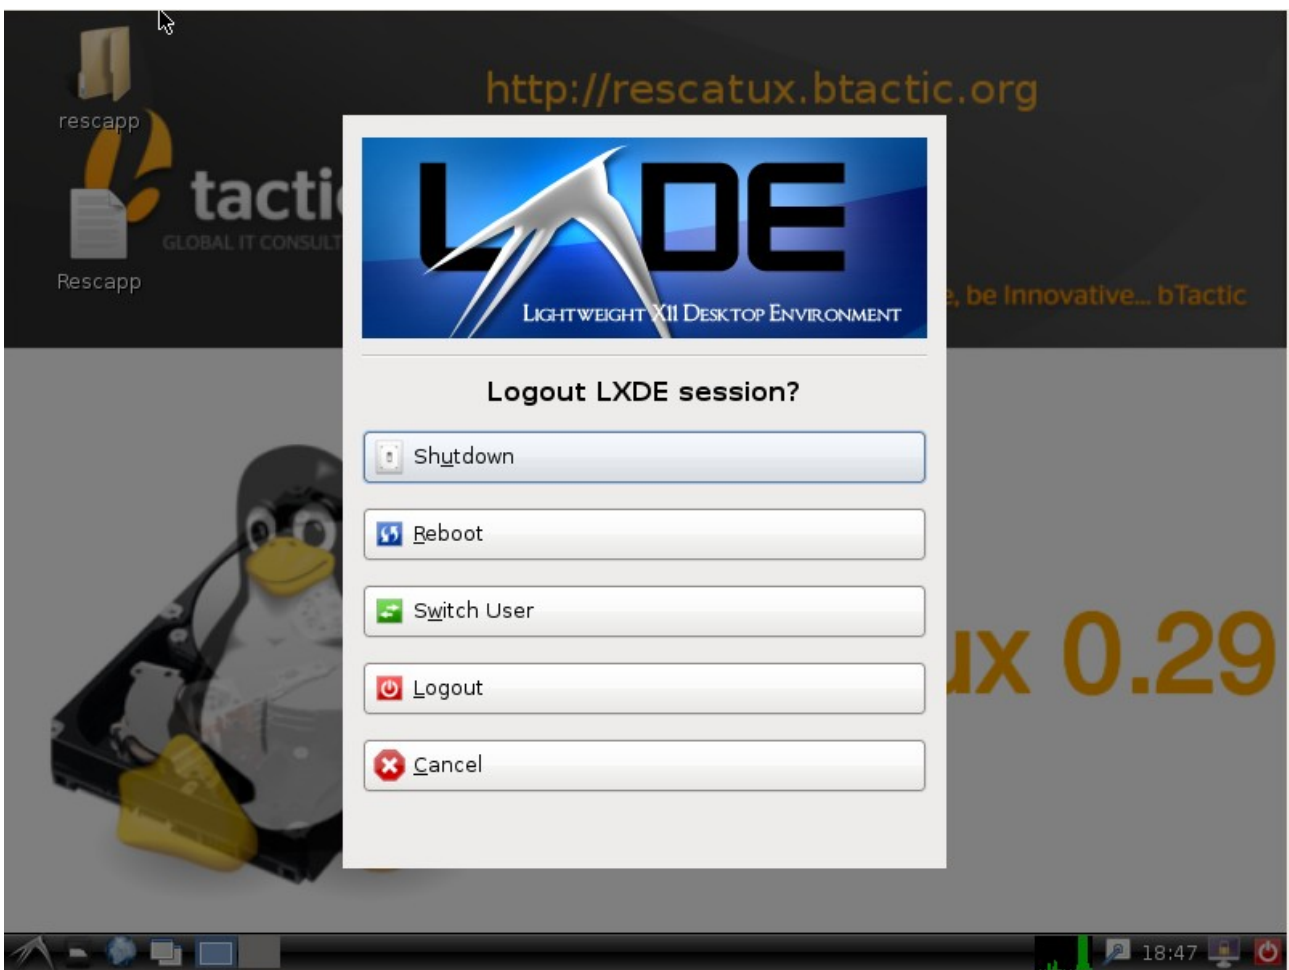 http://rescatux.btactic.org
rescapp
tactic
GLOBAL IT CONSULT
Rescapp
LXDE
LIGHTWEIGHT X11 DESKTOP ENVIRONMENT
, be Innovative... bTactic
Logout LXDE session?
Shutdown
Reboot
Switch User
ux 0.29
Logout
Cancel
18:47